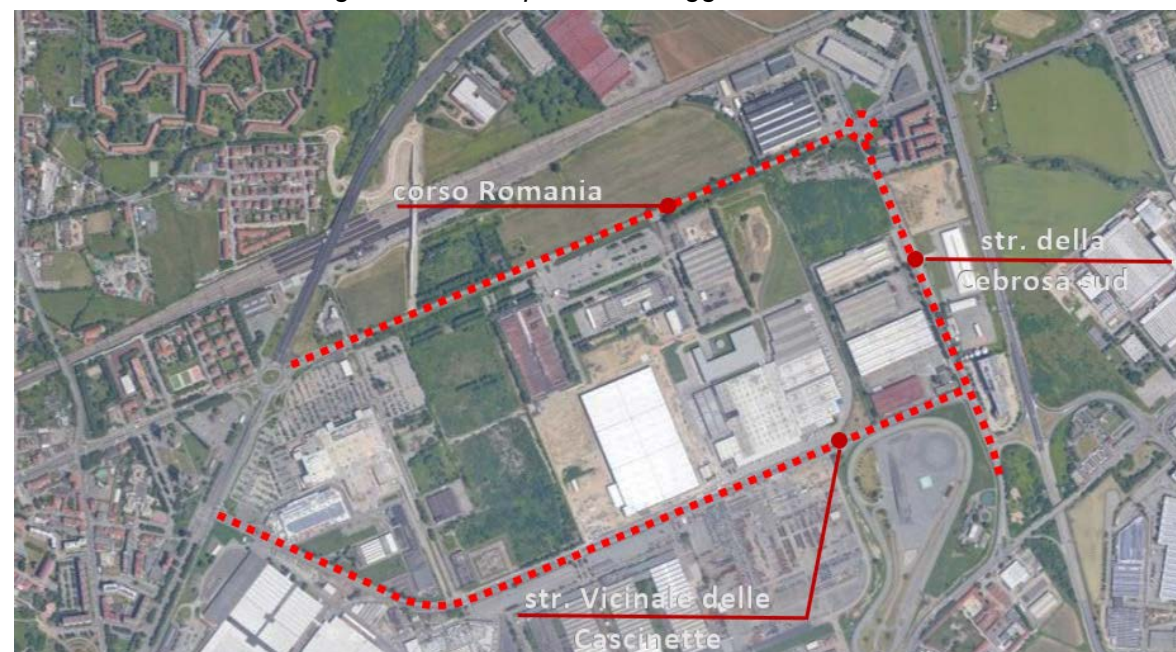 corso Romania
str. della
Cebrosa sud
str. Vicinale delle
Cascinette